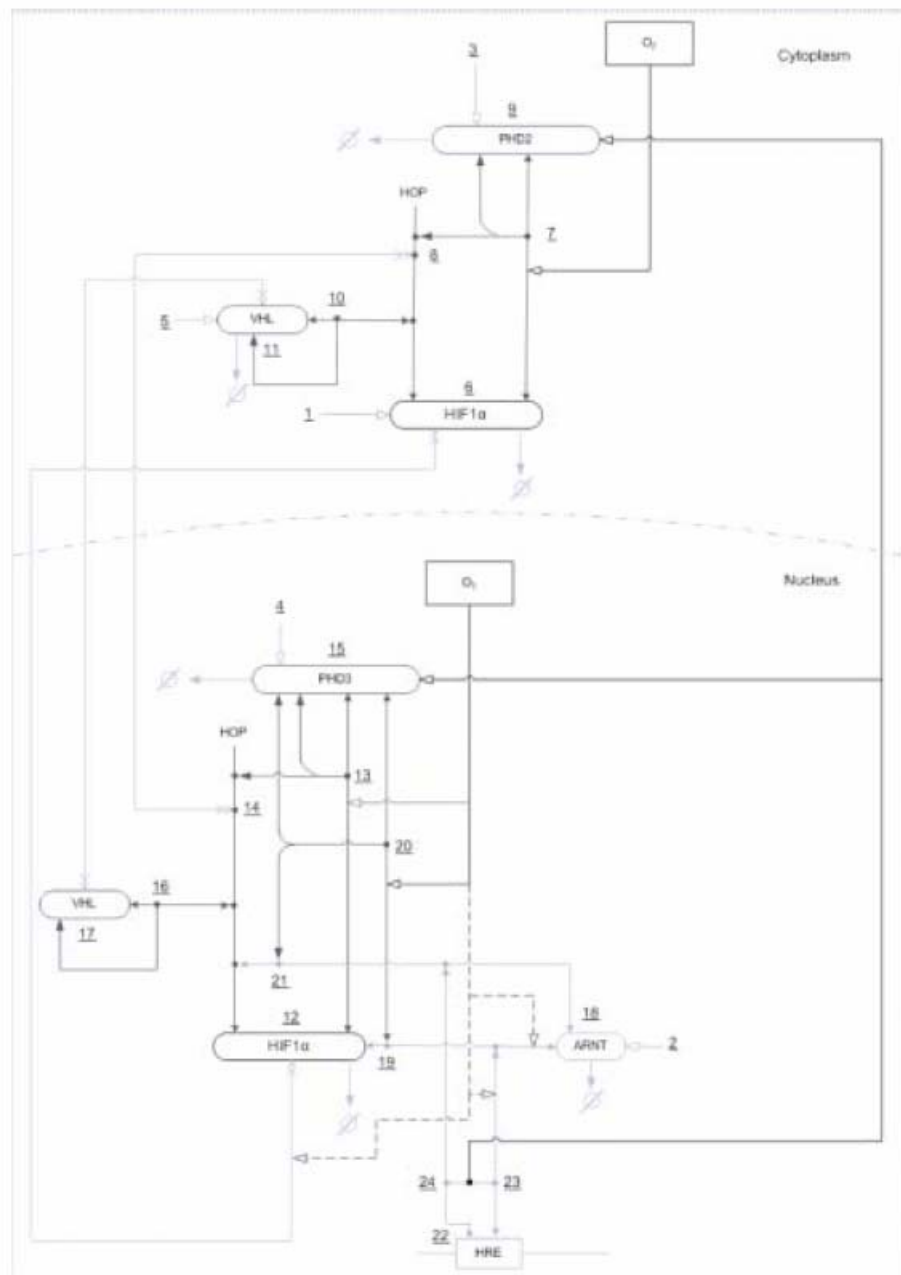 O₂
3
Cytoplasm
9
PHD2
HOP
7
8
10
VHL
5
11
6
HIF1α
1
O₂
Nucleus
4
15
PHD3
HOP
13
14
20
16
VHL
17
21
12
18
HIF1α
19
ARNT
2
24
23
22
HRE